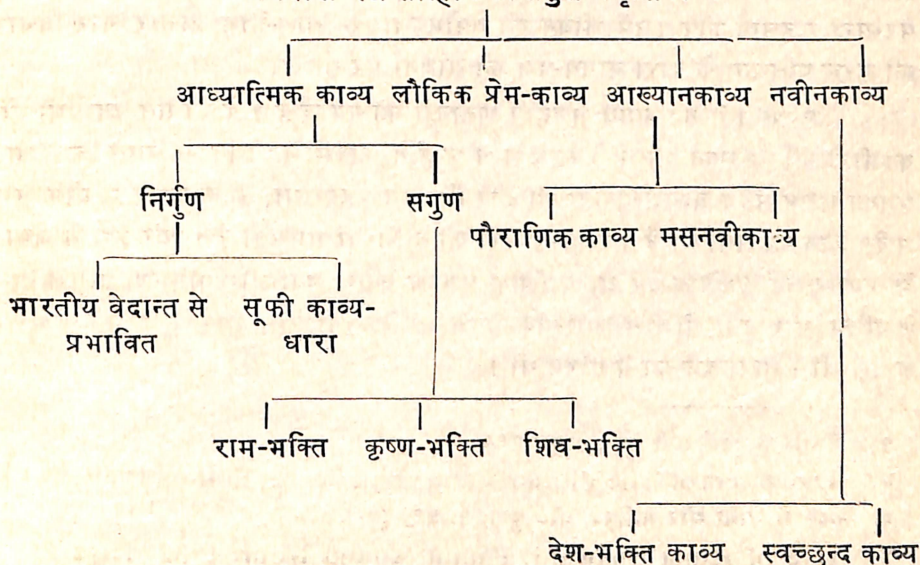 आध्यात्मिक काव्य लौकिक प्रेम-काव्य आख्यानकाव्य नवीनकाव्य
निर्गुण सगुण
पौराणिक काव्य मसनवीकाव्य
भारतीय वेदान्त से सूफी काव्य-
प्रभावित धारा
राम-भक्ति कृष्ण-भक्ति शिव-भक्ति
देश-भक्ति काव्य स्वच्छन्द काव्य